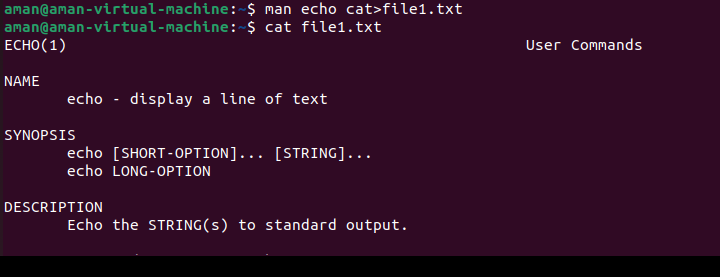 aman@aman-virtual-machine:~$ man echo cat>file1.txt
aman@aman-virtual-machine:~$ cat file1.txt
ECHO(1) User Commands
NAME
echo - display a line of text
SYNOPSIS
echo [SHORT-OPTION]... [STRING]...
echo LONG-OPTION
DESCRIPTION
Echo the STRING(s) to standard output.